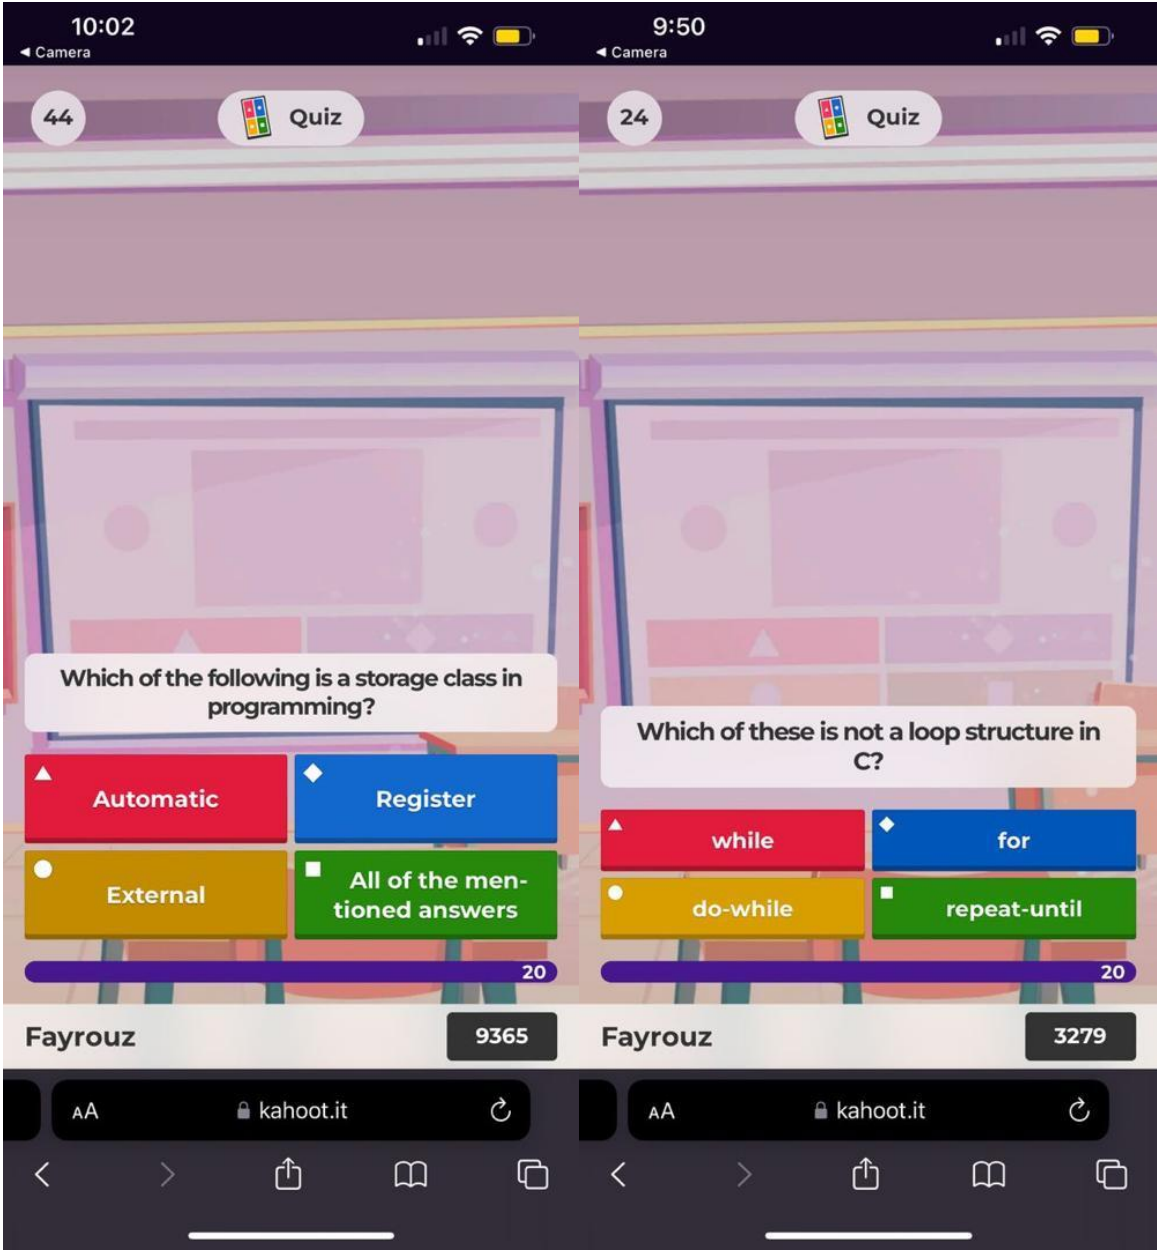 10:02
◀ Camera
44
Quiz
Which of the following is a storage class in
programming?
Automatic
Register
External
All of the men-
tioned answers
20
Fayrouz
9365
AA
kahoot.it
9:50
◀ Camera
24
Quiz
Which of these is not a loop structure in
C?
while
for
do-while
repeat-until
20
Fayrouz
3279
AA
kahoot.it